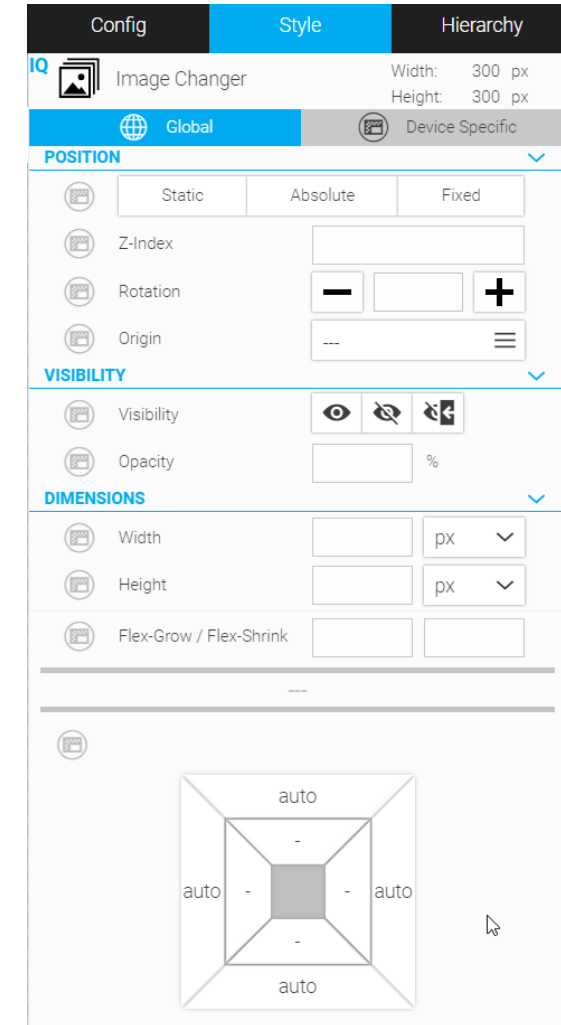 Config Style Hierarchy
IQ Image Changer Width: 300 px
Height: 300 px
Global Device Specific
POSITION
Static Absolute Fixed
Z-Index
Rotation
Origin ---
VISIBILITY
Visibility
Opacity %
DIMENSIONS
Width px
Height px
Flex-Grow / Flex-Shrink
---
auto
-
auto - - auto
-
auto